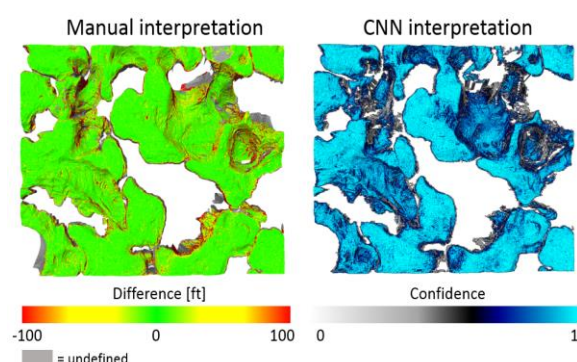 Manual interpretation
CNN interpretation
Difference [ft]
Confidence
-100 0 100
0 1
= undefined